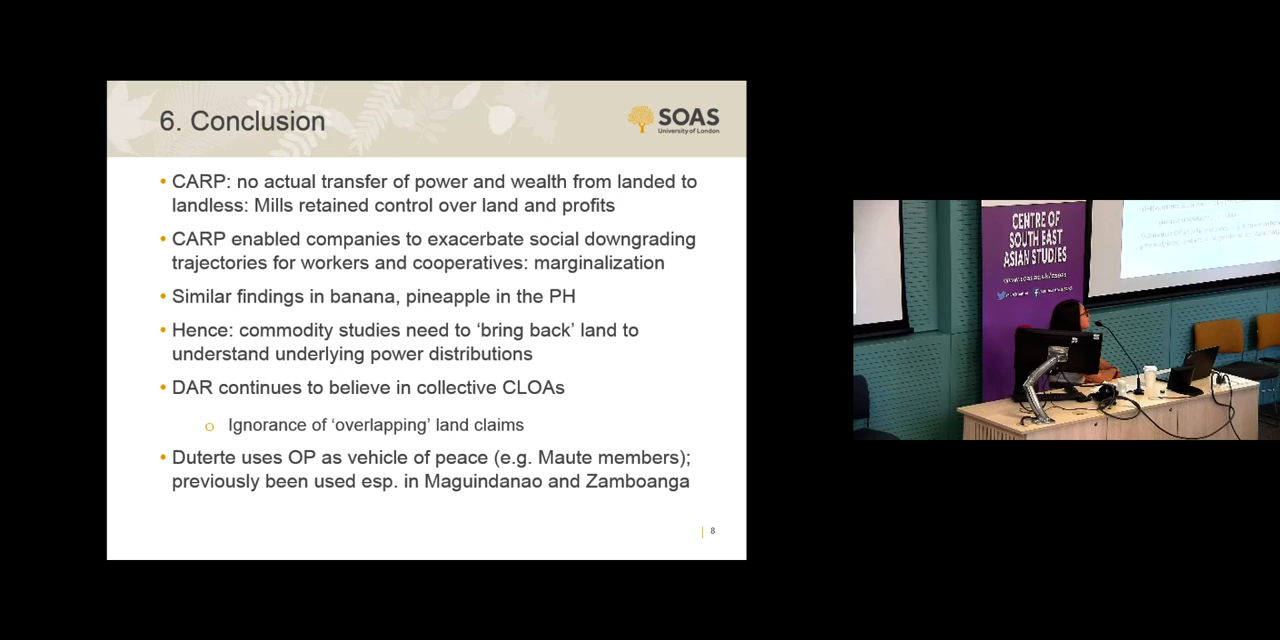 6. Conclusion
SOAS
University of London
• CARP: no actual transfer of power and wealth from landed to
landless: Mills retained control over land and profits
• CARP enabled companies to exacerbate social downgrading
trajectories for workers and cooperatives: marginalization
• Similar findings in banana, pineapple in the PH
• Hence: commodity studies need to ‘bring back’ land to
understand underlying power distributions
• DAR continues to believe in collective CLOAs
o Ignorance of ‘overlapping’ land claims
• Duterte uses OP as vehicle of peace (e.g. Maute members);
previously been used esp. in Maguindanao and Zamboanga
8
CENTRE OF
SOUTH EAST
ASIAN STUDIES